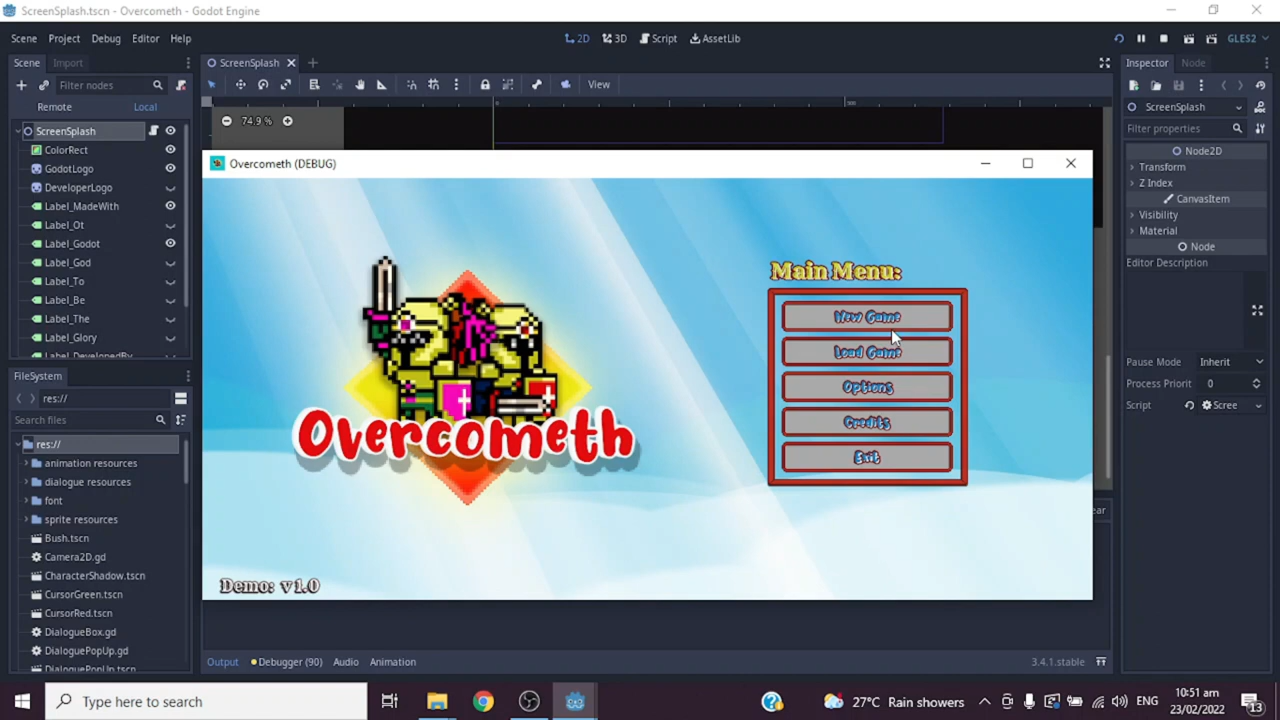 ScreenSplash.tscn - Overcometh - Godot Engine
Scene Project Debug Editor Help
2D 3D Script AssetLib
GLES2
Scene Import
ScreenSplash
Inspector Node
Filter nodes
View
Remote Local
ScreenSplash
74.9 %
0
500
Filter properties
ScreenSplash
ColorRect
GodotLogo
DeveloperLogo
Label_MadeWith
Label_Ot
Label_Godot
Label_God
Label_To
Label_Be
Label_The
Label_Glory
Label_DevelopedBy
Overcometh (DEBUG)
Overcometh
Main Menu:
New Game
Load Game
Options
Credits
Exit
Demo: v1.0
Node2D
Transform
Z Index
CanvasItem
Visibility
Material
Node
Editor Description
Pause Mode Inherit
Process Priorit 0
Script Scree
FileSystem
res://
Search files
res://
animation resources
dialogue resources
font
sprite resources
Bush.tscn
Camera2D.gd
CharacterShadow.tscn
CursorGreen.tscn
CursorRed.tscn
DialogueBox.gd
DialoguePopUp.gd
DialoguePopUp.tscn
ear
Output Debugger (90) Audio Animation
3.4.1.stable
Type here to search
27°C Rain showers
ENG
10:51 am
23/02/2022
13